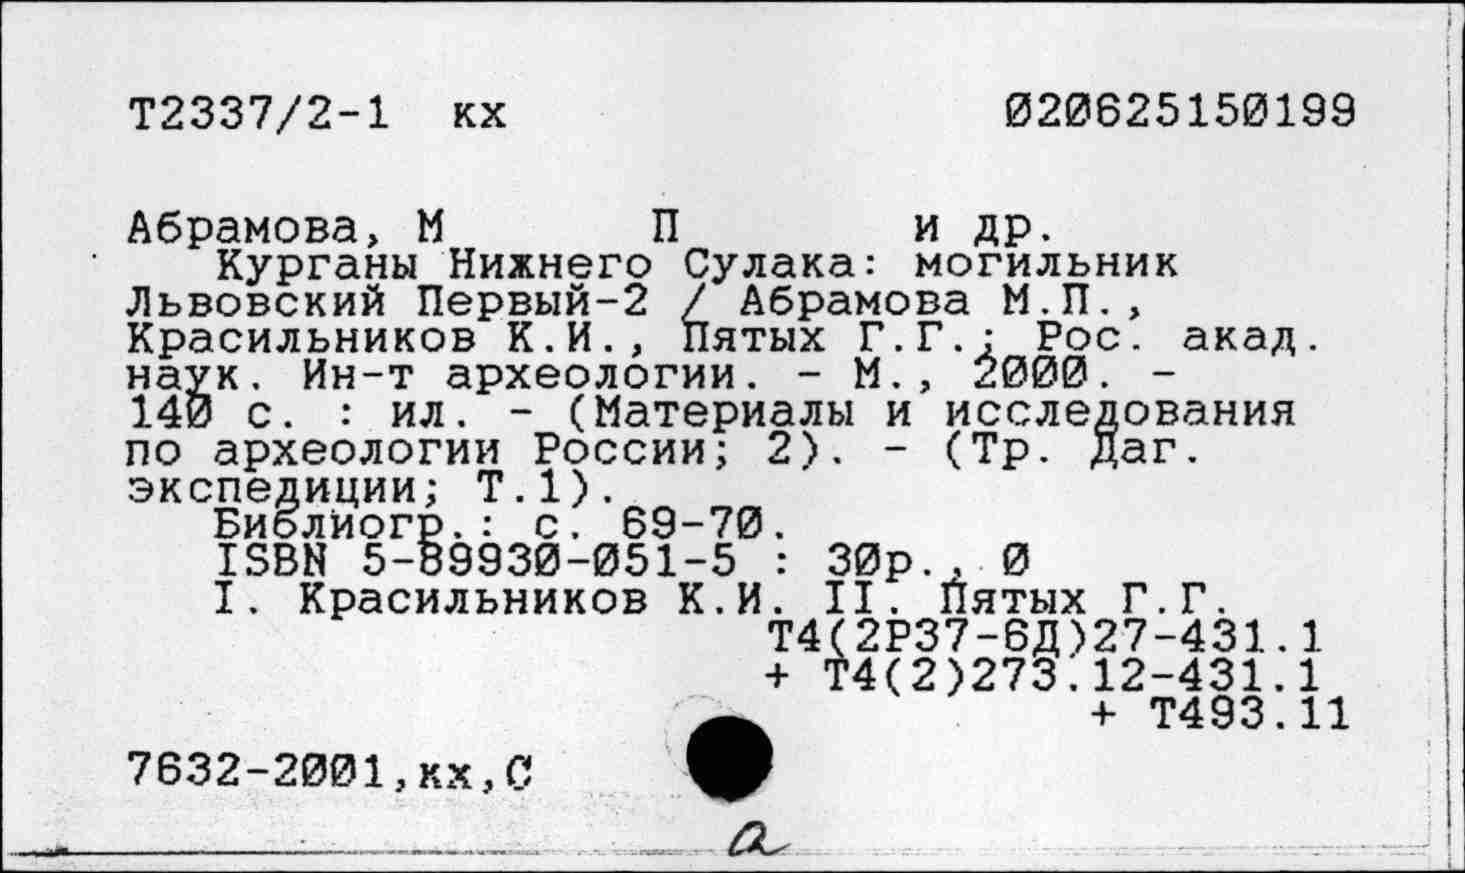 Т2337/2-1 кх 020625150199
Абрамова, М П и др.
Курганы Нижнего Сулака: могильник
Львовский Первый-2 / Абрамова М.П.,
Красильников К.И., Пятых Г.Г.; Рос. акад.
наук. Ин-т археологии. - М., 2000. -
140 с. : ил. - (Материалы и исследования
по археологии России; 2). - (Тр. Даг.
экспедиции; Т.1).
Библиогр.: с. 69-70.
ISBN 5-89930-051-5 : 30р., 0
I. Красильников К.И. II. Пятых Г.Г.
Т4(2Р37-6Д)27-431.1
+ Т4(2)273.12-431.1
+ Т493.11
7632-2001,кх,С
а